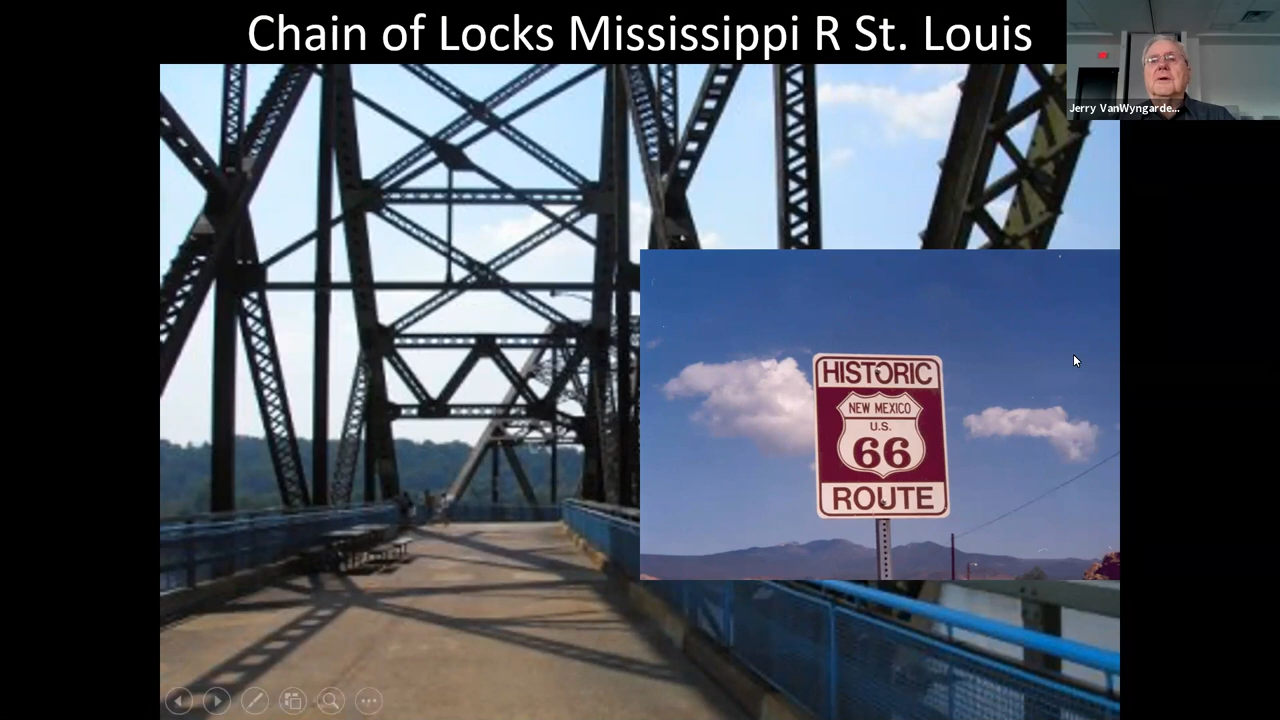 Chain of Locks Mississippi R St. Louis
Jerry VanWyngarde...
HISTORIC
NEW MEXICO
U.S.
66
ROUTE